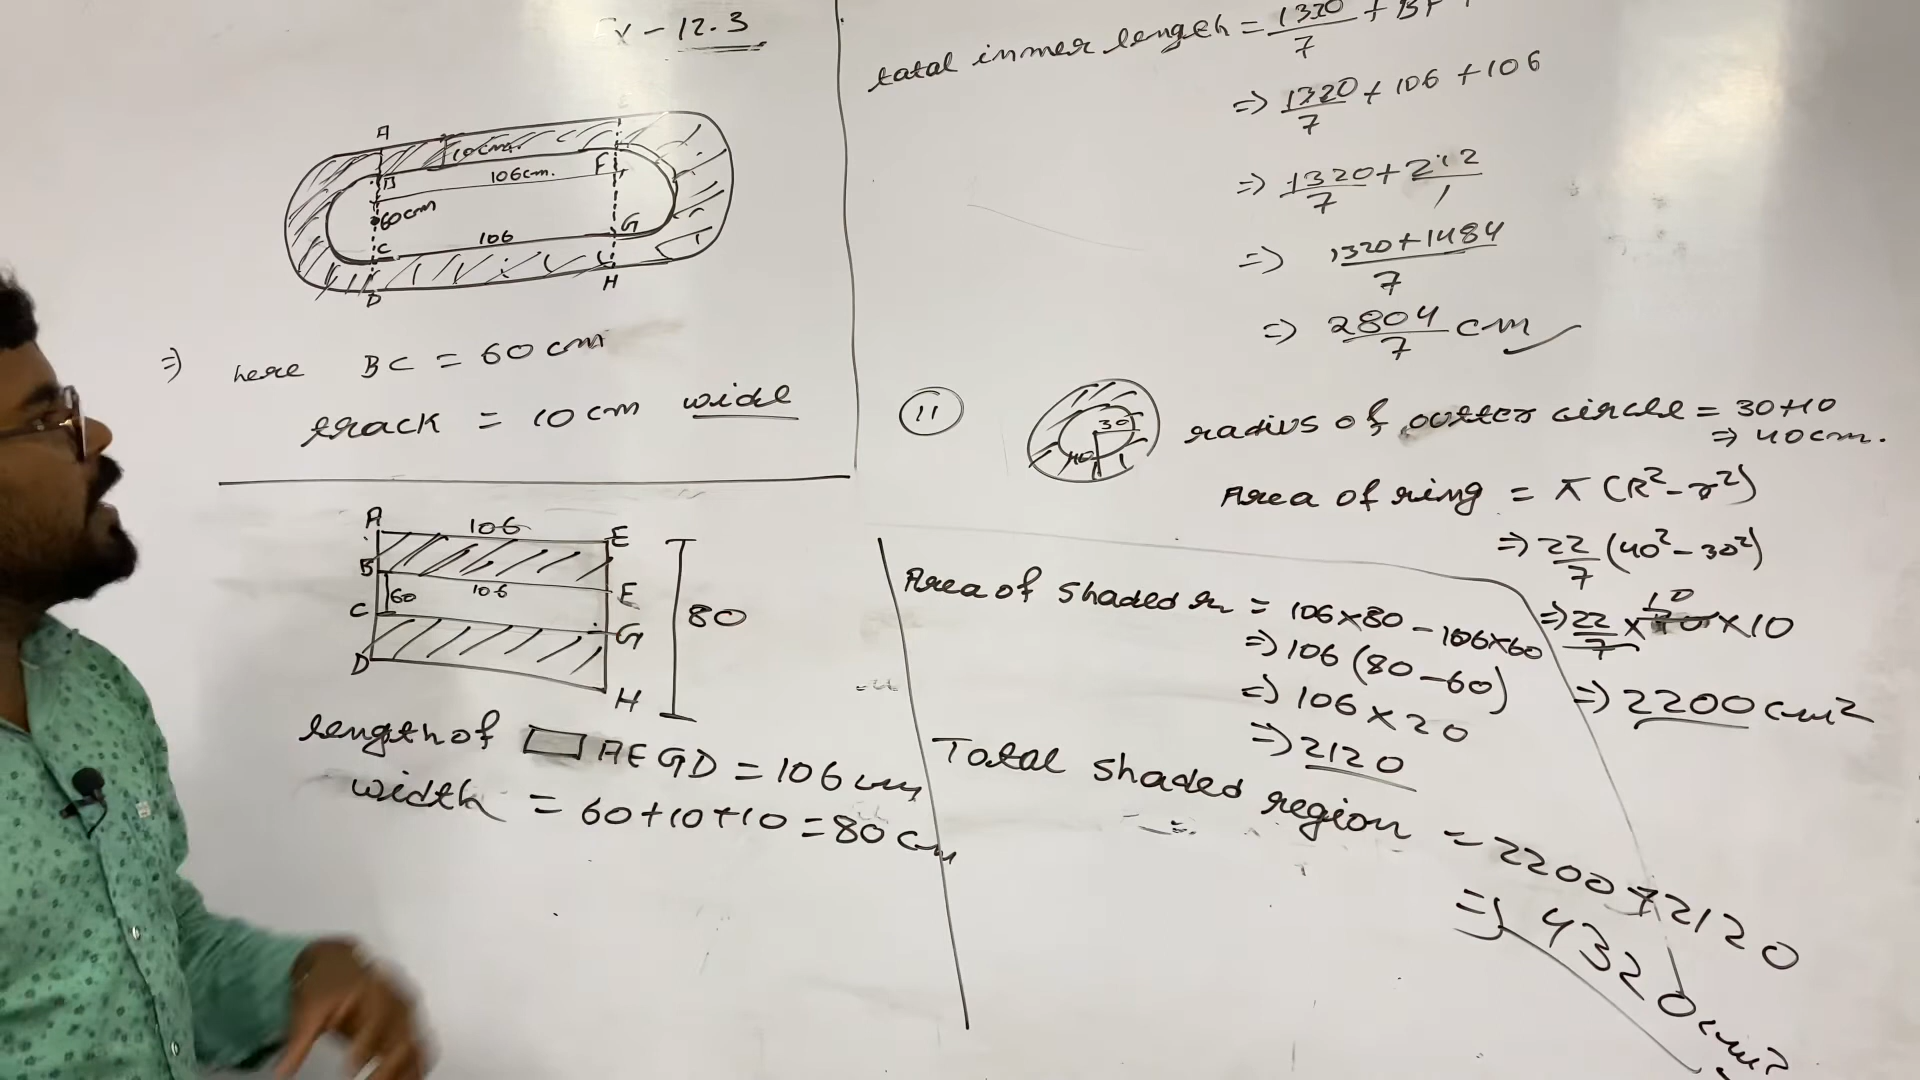 Ex - 12.3
A
10cm.
B
106cm.
F
60cm
C
106
G
D
H
=> here BC = 60 cm
track = 10 cm wide
A
106
E
B
60
106
E
80
C
G
D
H
length of AEGD = 106 cm
width = 60+10+10 = 80 cm
total inner length = 1320/7 +
=> 1320/7 + 106 + 106
=> 1320/7 + 212/1
=> 1320+1484/7
=> 2804/7 cm
11
30
40
radius of outter circle = 30+10
=> 40cm.
Area of ring = π (R²-r²)
=> 22/7 (40²-30²)
=> 22/7 × 10 × 10
=> 2200 cm²
Area of shaded = 106×80 - 106×60
=> 106 (80-60)
=> 106 × 20
=> 2120
Total shaded region = 2200+2120
=> 4320 cm²